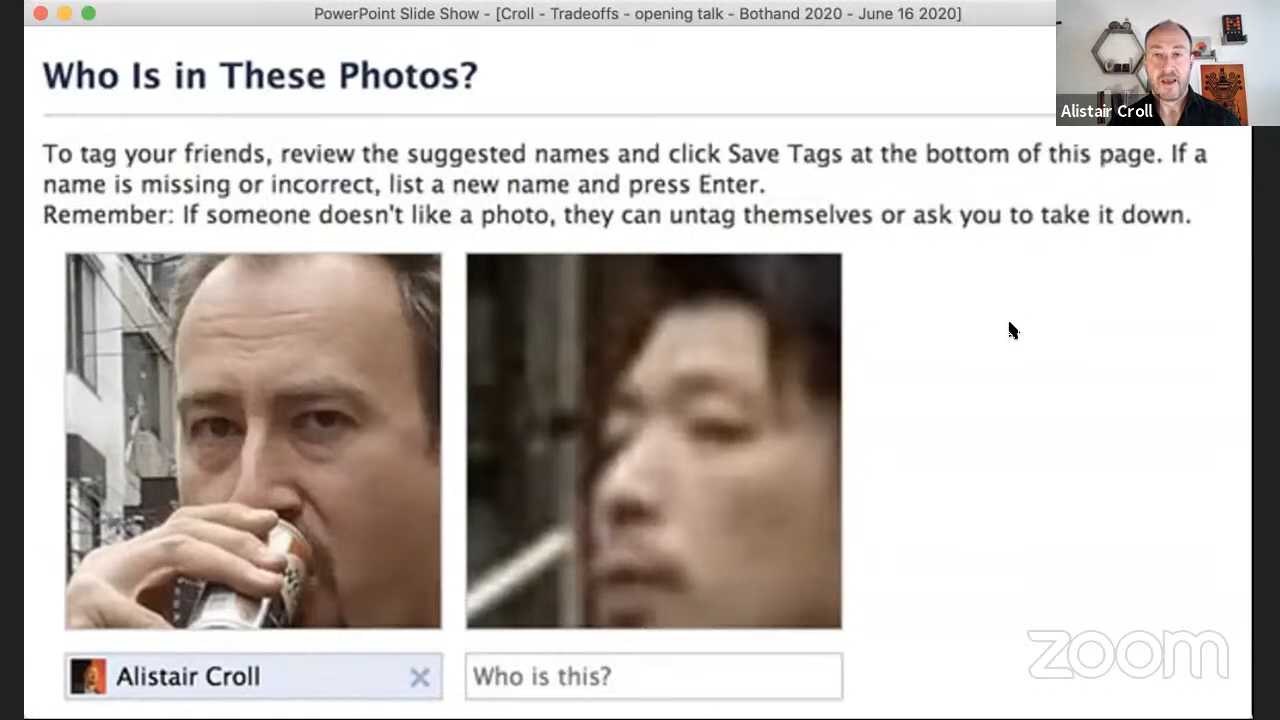 PowerPoint Slide Show - [Croll - Tradeoffs - opening talk - Bothand 2020 - June 16 2020]
Alistair Croll
Who Is in These Photos?
To tag your friends, review the suggested names and click Save Tags at the bottom of this page. If a
name is missing or incorrect, list a new name and press Enter.
Remember: If someone doesn't like a photo, they can untag themselves or ask you to take it down.
Alistair Croll
Who is this?
zoom